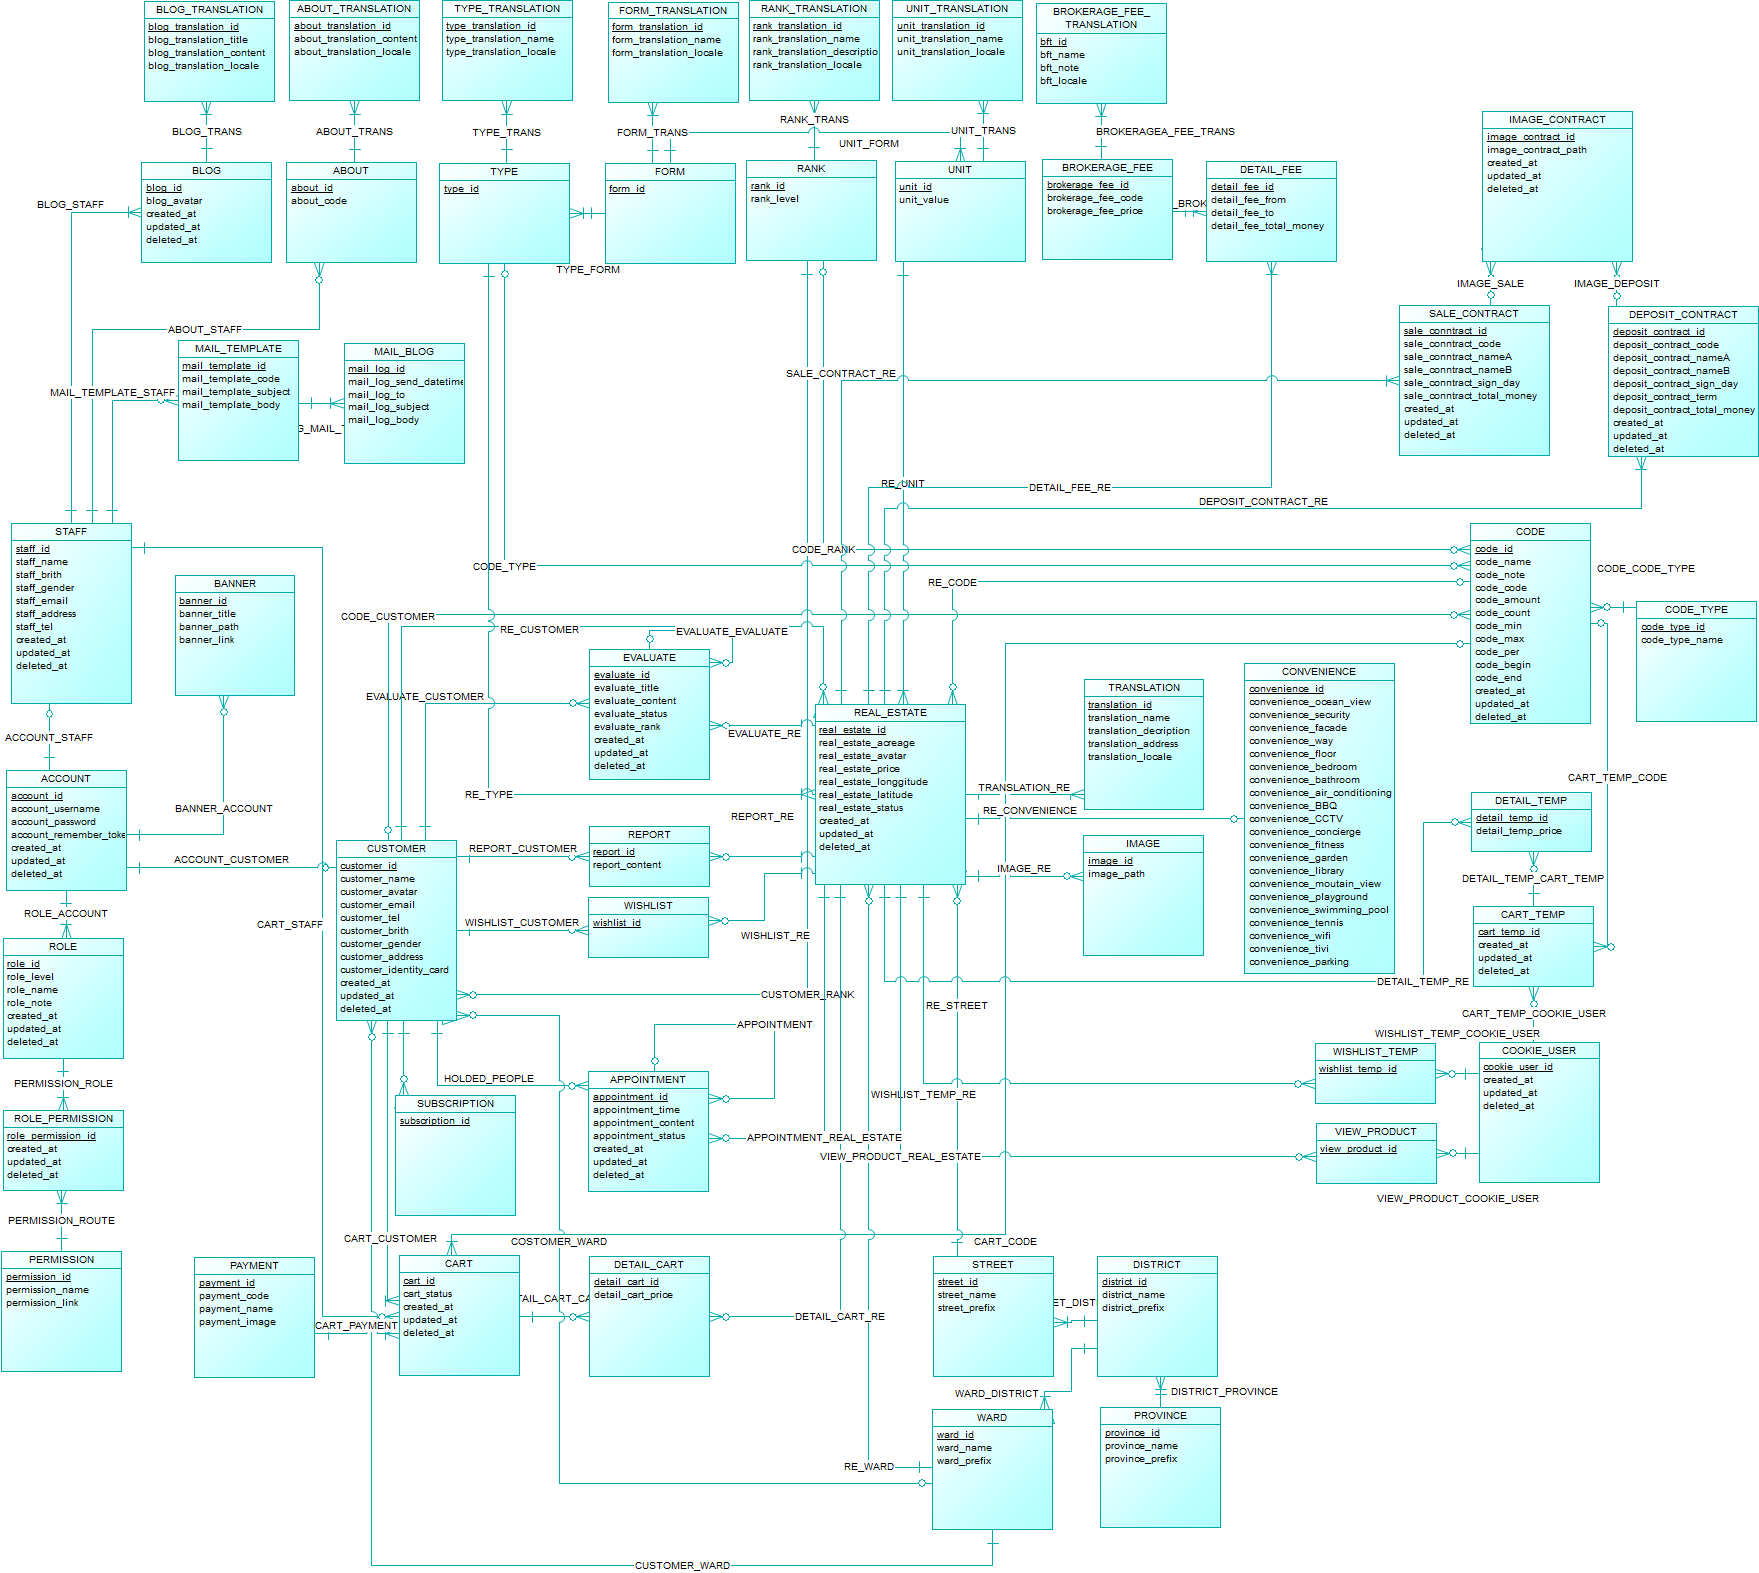 BLOG_TRANSLATION
blog_translation_id
blog_translation_title
blog_translation_content
blog_translation_locale
ABOUT_TRANSLATION
about_translation_id
about_translation_content
about_translation_locale
TYPE_TRANSLATION
type_translation_id
type_translation_name
type_translation_locale
FORM_TRANSLATION
form_translation_id
form_translation_name
form_translation_locale
RANK_TRANSLATION
rank_translation_id
rank_translation_name
rank_translation_descriptio
rank_translation_locale
UNIT_TRANSLATION
unit_translation_id
unit_translation_name
unit_translation_locale
BROKERAGE_FEE_
TRANSLATION
bft_id
bft_name
bft_note
bft_locale
BLOG_TRANS
ABOUT_TRANS
TYPE_TRANS
FORM_TRANS
RANK_TRANS
UNIT_FORM
UNIT_TRANS
BROKERAGEA_FEE_TRANS
IMAGE_CONTRACT
image_contract_id
image_contract_path
created_at
updated_at
deleted_at
BLOG
blog_id
blog_avatar
created_at
updated_at
deleted_at
ABOUT
about_id
about_code
TYPE
type_id
FORM
form_id
RANK
rank_id
rank_level
UNIT
unit_id
unit_value
BROKERAGE_FEE
brokerage_fee_id
brokerage_fee_code
brokerage_fee_price
_BROK
DETAIL_FEE
detail_fee_id
detail_fee_from
detail_fee_to
detail_fee_total_money
BLOG_STAFF
TYPE_FORM
IMAGE_SALE
IMAGE_DEPOSIT
ABOUT_STAFF
MAIL_TEMPLATE
mail_template_id
mail_template_code
mail_template_subject
mail_template_body
MAIL_BLOG
mail_log_id
mail_log_send_datetime
mail_log_to
mail_log_subject
mail_log_body
MAIL_TEMPLATE_STAFF
G_MAIL_T
SALE_CONTRACT_RE
SALE_CONTRACT
sale_conntract_id
sale_conntract_code
sale_conntract_nameA
sale_conntract_nameB
sale_conntract_sign_day
sale_conntract_total_money
created_at
updated_at
deleted_at
DEPOSIT_CONTRACT
deposit_contract_id
deposit_contract_code
deposit_contract_nameA
deposit_contract_nameB
deposit_contract_sign_day
deposit_contract_term
deposit_contract_total_money
created_at
updated_at
deleted_at
RE_UNIT
DETAIL_FEE_RE
DEPOSIT_CONTRACT_RE
STAFF
staff_id
staff_name
staff_brith
staff_gender
staff_email
staff_address
staff_tel
created_at
updated_at
deleted_at
BANNER
banner_id
banner_title
banner_path
banner_link
CODE_RANK
CODE_TYPE
RE_CODE
CODE_CUSTOMER
RE_CUSTOMER
CODE
code_id
code_name
code_note
code_code
code_amount
code_count
code_min
code_max
code_per
code_begin
code_end
created_at
updated_at
deleted_at
CODE_CODE_TYPE
CODE_TYPE
code_type_id
code_type_name
EVALUATE_EVALUATE
EVALUATE
evaluate_id
evaluate_title
evaluate_content
evaluate_status
evaluate_rank
created_at
updated_at
deleted_at
EVALUATE_CUSTOMER
EVALUATE_RE
REAL_ESTATE
real_estate_id
real_estate_acreage
real_estate_avatar
real_estate_price
real_estate_longgitude
real_estate_latitude
real_estate_status
created_at
updated_at
deleted_at
TRANSLATION
translation_id
translation_name
translation_decription
translation_address
translation_locale
CONVENIENCE
convenience_id
convenience_ocean_view
convenience_security
convenience_facade
convenience_way
convenience_floor
convenience_bedroom
convenience_bathroom
convenience_air_conditioning
convenience_BBQ
convenience_CCTV
convenience_concierge
convenience_fitness
convenience_garden
convenience_library
convenience_moutain_view
convenience_playground
convenience_swimming_pool
convenience_tennis
convenience_wifi
convenience_tivi
convenience_parking
ACCOUNT_STAFF
ACCOUNT
account_id
account_username
account_password
account_remember_toke
created_at
updated_at
deleted_at
BANNER_ACCOUNT
RE_TYPE
REPORT_RE
TRANSLATION_RE
RE_CONVENIENCE
CART_TEMP_CODE
DETAIL_TEMP
detail_temp_id
detail_temp_price
ACCOUNT_CUSTOMER
CUSTOMER
customer_id
customer_name
customer_avatar
customer_email
customer_tel
customer_brith
customer_gender
customer_address
customer_identity_card
created_at
updated_at
deleted_at
REPORT_CUSTOMER
REPORT
report_id
report_content
IMAGE_RE
IMAGE
image_id
image_path
DETAIL_TEMP_CART_TEMP
ROLE_ACCOUNT
CART_STAFF
WISHLIST_CUSTOMER
WISHLIST
wishlist_id
WISHLIST_RE
CART_TEMP
cart_temp_id
created_at
updated_at
deleted_at
ROLE
role_id
role_level
role_name
role_note
created_at
updated_at
deleted_at
CUSTOMER_RANK
DETAIL_TEMP_RE
RE_STREET
CART_TEMP_COOKIE_USER
APPOINTMENT
WISHLIST_TEMP_COOKIE_USER
PERMISSION_ROLE
HOLDED_PEOPLE
APPOINTMENT
appointment_id
appointment_time
appointment_content
appointment_status
created_at
updated_at
deleted_at
WISHLIST_TEMP
wishlist_temp_id
COOKIE_USER
cookie_user_id
created_at
updated_at
deleted_at
WISHLIST_TEMP_RE
SUBSCRIPTION
subscription_id
ROLE_PERMISSION
role_permission_id
created_at
updated_at
deleted_at
APPOINTMENT_REAL_ESTATE
VIEW_PRODUCT_REAL_ESTATE
VIEW_PRODUCT
view_product_id
VIEW_PRODUCT_COOKIE_USER
PERMISSION_ROUTE
CART_CUSTOMER
COSTOMER_WARD
CART_CODE
PERMISSION
permission_id
permission_name
permission_link
PAYMENT
payment_id
payment_code
payment_name
payment_image
CART_PAYMENT
CART
cart_id
cart_status
created_at
updated_at
deleted_at
TAIL_CART_CA
DETAIL_CART
detail_cart_id
detail_cart_price
DETAIL_CART_RE
STREET
street_id
street_name
street_prefix
ET_DISTI
DISTRICT
district_id
district_name
district_prefix
WARD_DISTRICT
DISTRICT_PROVINCE
WARD
ward_id
ward_name
ward_prefix
PROVINCE
province_id
province_name
province_prefix
RE_WARD
CUSTOMER_WARD